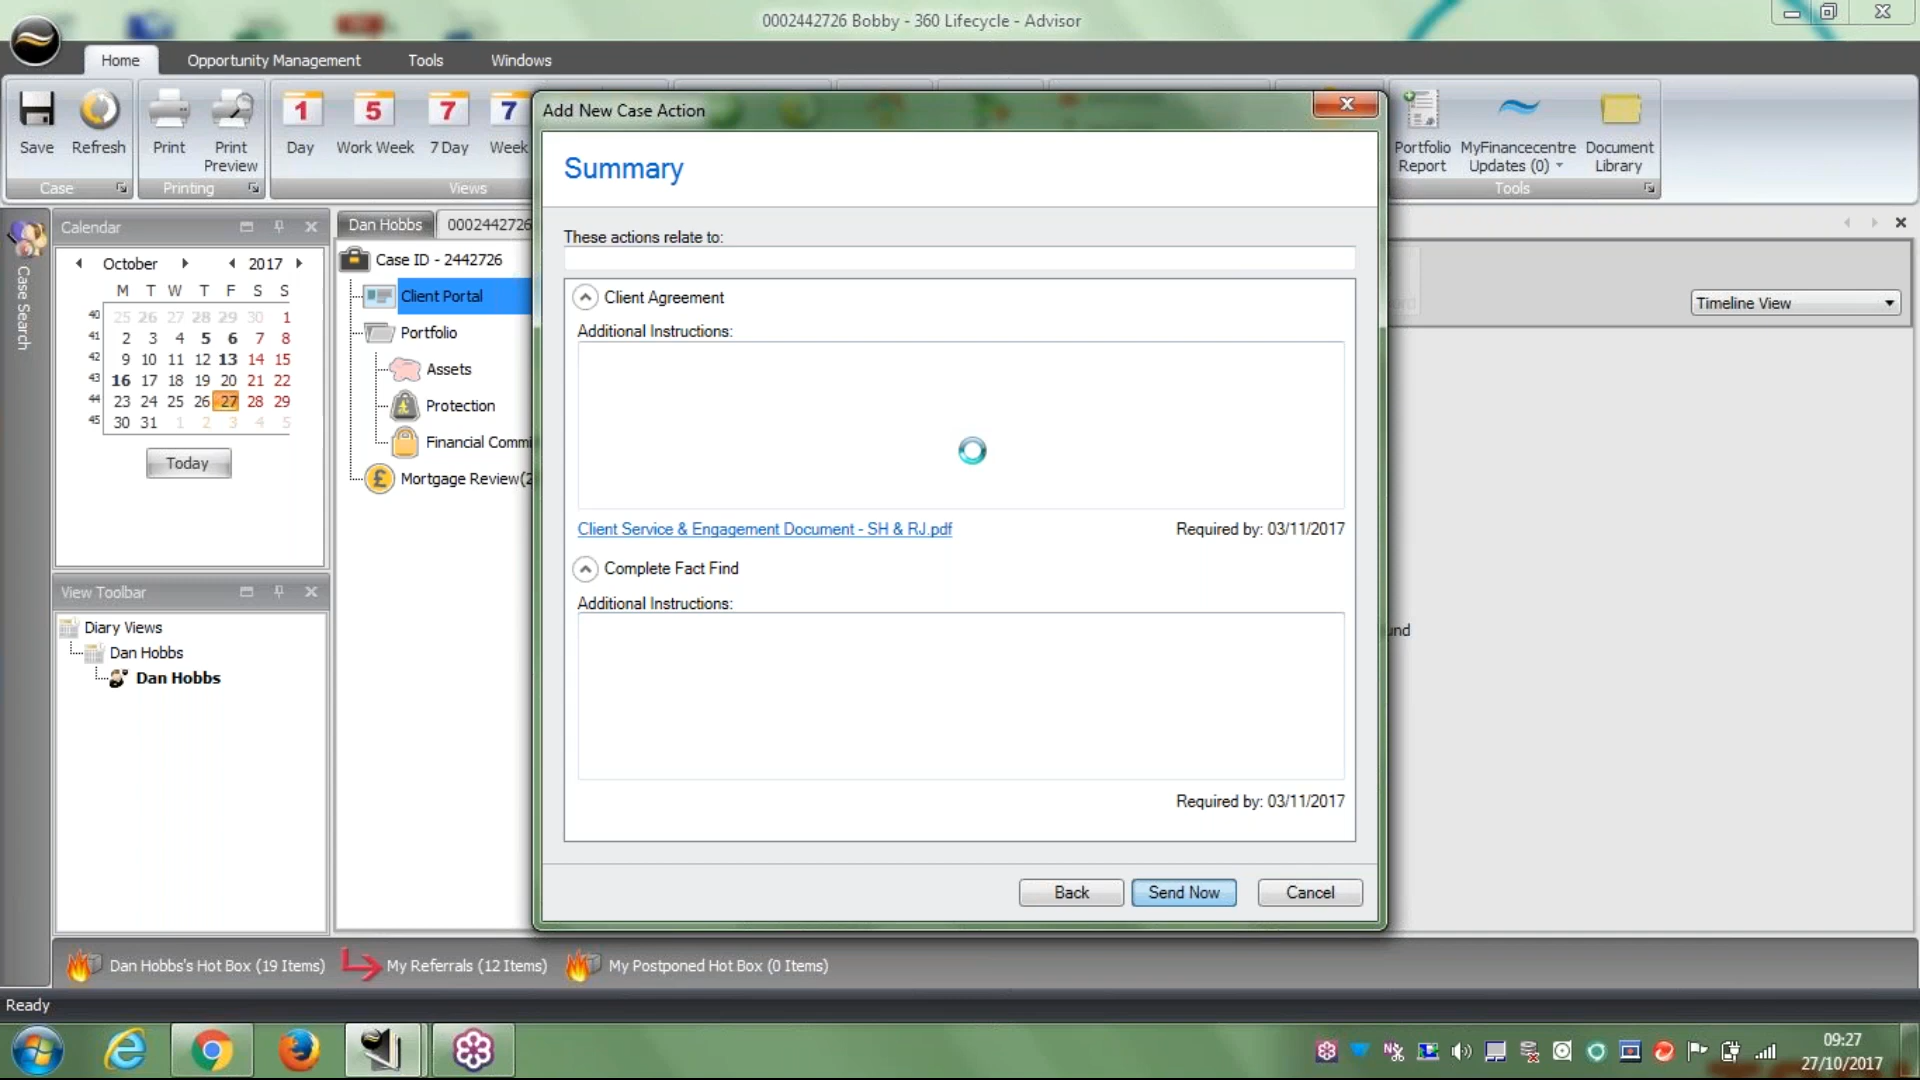 0002442726 Bobby - 360 Lifecycle - Advisor
Home
Opportunity Management
Tools
Windows
Save
Refresh
Case
Print
Print Preview
Printing
1
Day
5
Work Week
7
7 Day
7
Week
Views
Portfolio Report
MyFinancecentre Updates (0)
Document Library
Tools
Case Search
Calendar
October 2017
M T W T F S S
40 25 26 27 28 29 30 1
41 2 3 4 5 6 7 8
42 9 10 11 12 13 14 15
43 16 17 18 19 20 21 22
44 23 24 25 26 27 28 29
45 30 31 1 2 3 4 5
Today
View Toolbar
Diary Views
Dan Hobbs
Dan Hobbs
Dan Hobbs
0002442726
Case ID - 2442726
Client Portal
Portfolio
Assets
Protection
Financial Commi
Mortgage Review(2
Timeline View
und
Add New Case Action
Summary
These actions relate to:
Client Agreement
Additional Instructions:
Client Service & Engagement Document - SH & RJ.pdf
Required by: 03/11/2017
Complete Fact Find
Additional Instructions:
Required by: 03/11/2017
Back
Send Now
Cancel
Dan Hobbs's Hot Box (19 Items)
My Referrals (12 Items)
My Postponed Hot Box (0 Items)
Ready
09:27
27/10/2017